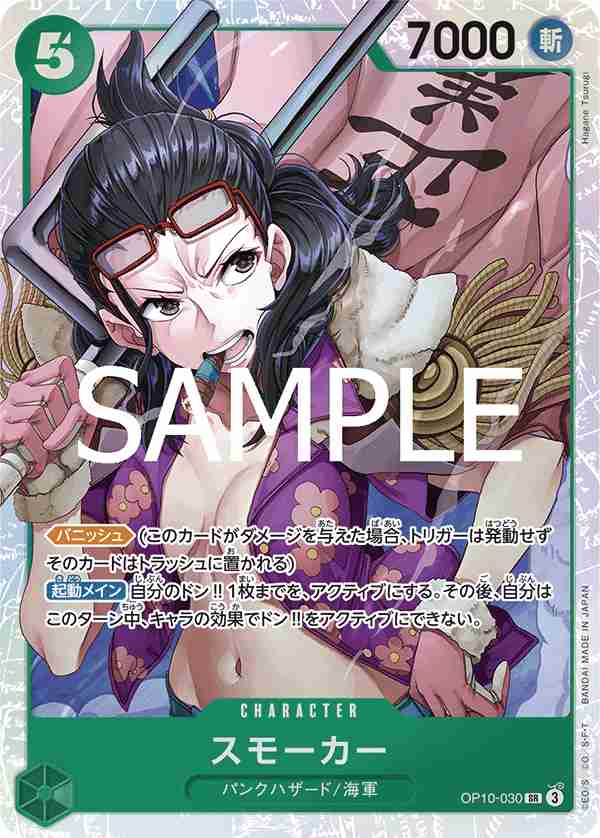 5
7000
斬
Hagane Tsurugi
SAMPLE
バニッシュ (このカードがダメージを与えた場合、トリガーは発動せず
そのカードはトラッシュに置かれる)
起動メイン 自分のドン!!1枚までを、アクティブにする。その後、自分は
このターン中、キャラの効果でドン!!をアクティブにできない。
CHARACTER
スモーカー
パンクハザード/海軍
OP10-030 SR 3
©E.O/S. ©O, S・F・T BANDAI MADE IN JAPAN